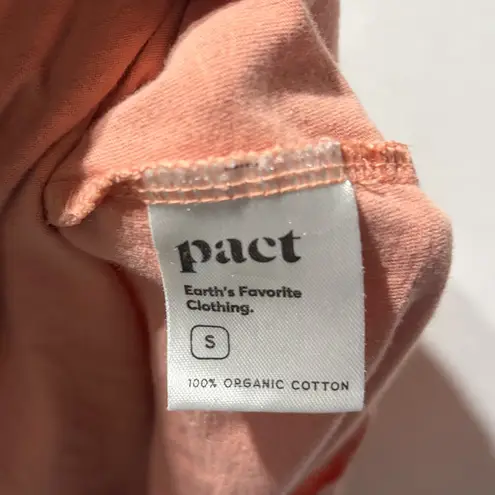 pact
Earth's Favorite
Clothing.
S
100% ORGANIC COTTON